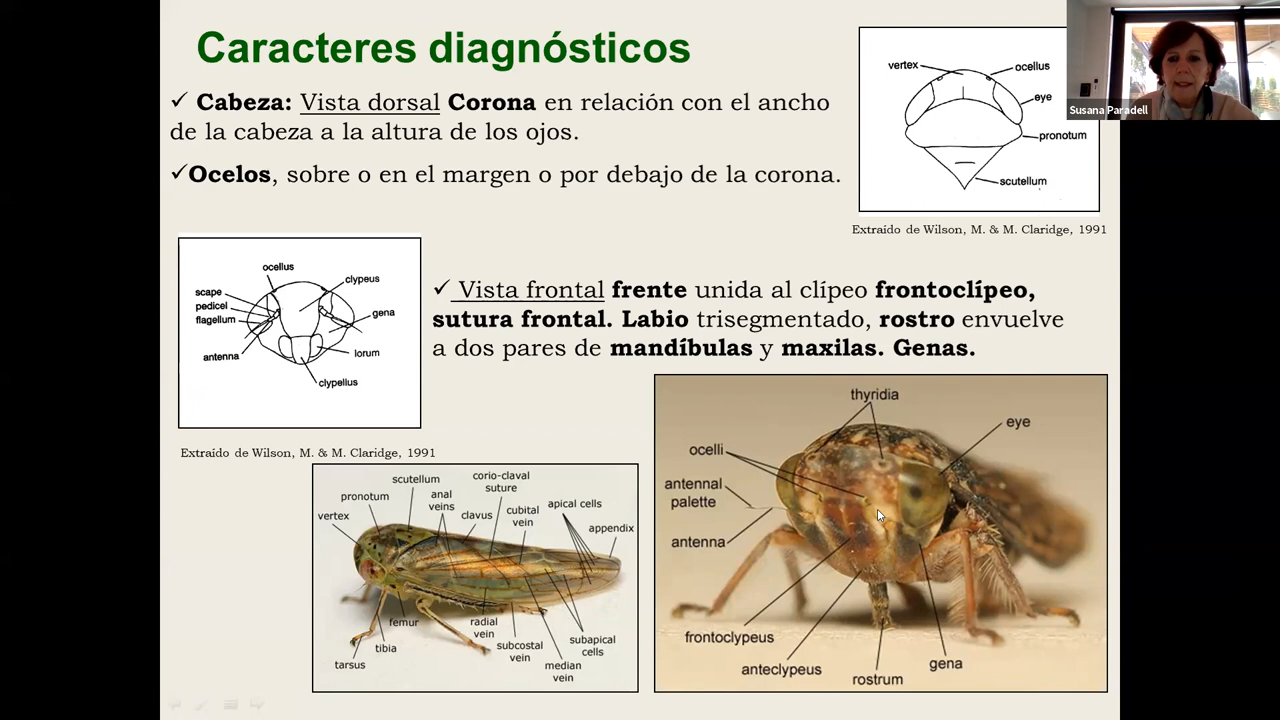 Caracteres diagnósticos
✓ Cabeza: Vista dorsal Corona en relación con el ancho
de la cabeza a la altura de los ojos.
✓Ocelos, sobre o en el margen o por debajo de la corona.
vertex
ocellus
eye
pronotum
scutellum
Susana Paradell
Extraido de Wilson, M. & M. Claridge, 1991
ocellus
clypeus
scape
pedicel
flagellum
gena
antenna
lorum
clypellus
Extraido de Wilson, M. & M. Claridge, 1991
✓ Vista frontal frente unida al clípeo frontoclípeo,
sutura frontal. Labio trisegmentado, rostro envuelve
a dos pares de mandíbulas y maxilas. Genas.
corio-claval
suture
scutellum
pronotum
anal
veins
apical cells
vertex
clavus
cubital
vein
appendix
femur
radial
vein
tibia
subcostal
vein
subapical
cells
tarsus
median
vein
thyridia
eye
ocelli
antennal
palette
antenna
frontoclypeus
anteclypeus
rostrum
gena